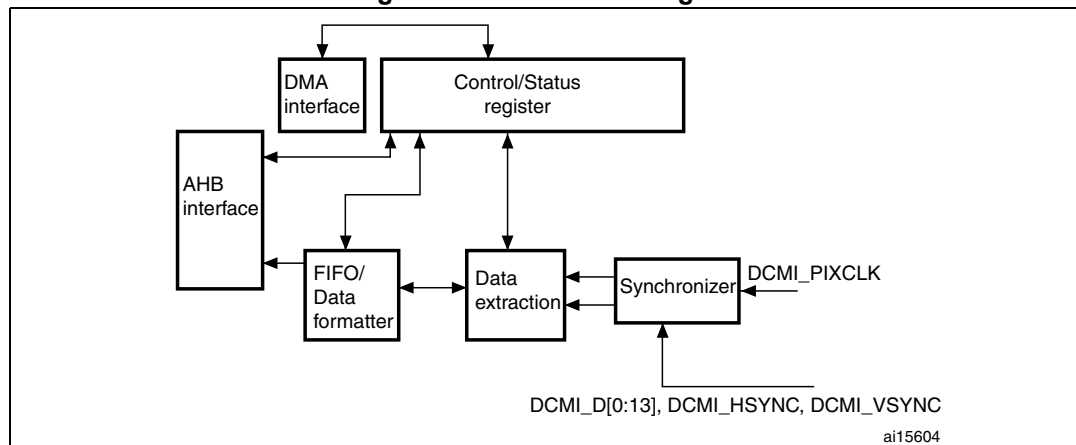 DMA
interface
Control/Status
register
AHB
interface
FIFO/
Data
formatter
Data
extraction
Synchronizer
DCMI_PIXCLK
DCMI_D[0:13], DCMI_HSYNC, DCMI_VSYNC
ai15604